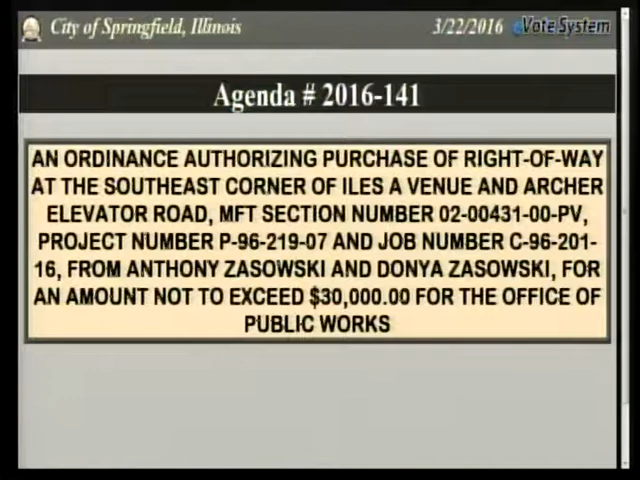 City of Springfield, Illinois 3/22/2016 eVote System
Agenda # 2016-141
AN ORDINANCE AUTHORIZING PURCHASE OF RIGHT-OF-WAY
AT THE SOUTHEAST CORNER OF ILES A VENUE AND ARCHER
ELEVATOR ROAD, MFT SECTION NUMBER 02-00431-00-PV,
PROJECT NUMBER P-96-219-07 AND JOB NUMBER C-96-201-
16, FROM ANTHONY ZASOWSKI AND DONYA ZASOWSKI, FOR
AN AMOUNT NOT TO EXCEED $30,000.00 FOR THE OFFICE OF
PUBLIC WORKS